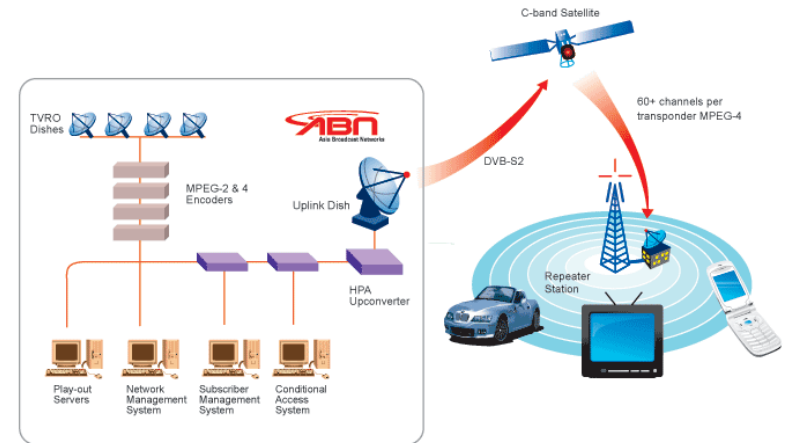 C-band Satellite
TVRO
Dishes
ABN
Asia Broadcast Networks
60+ channels per
transponder MPEG-4
DVB-S2
MPEG-2 & 4
Encoders
Uplink Dish
HPA
Upconverter
Repeater
Station
Play-out
Servers
Network
Management
System
Subscriber
Management
System
Conditional
Access
System